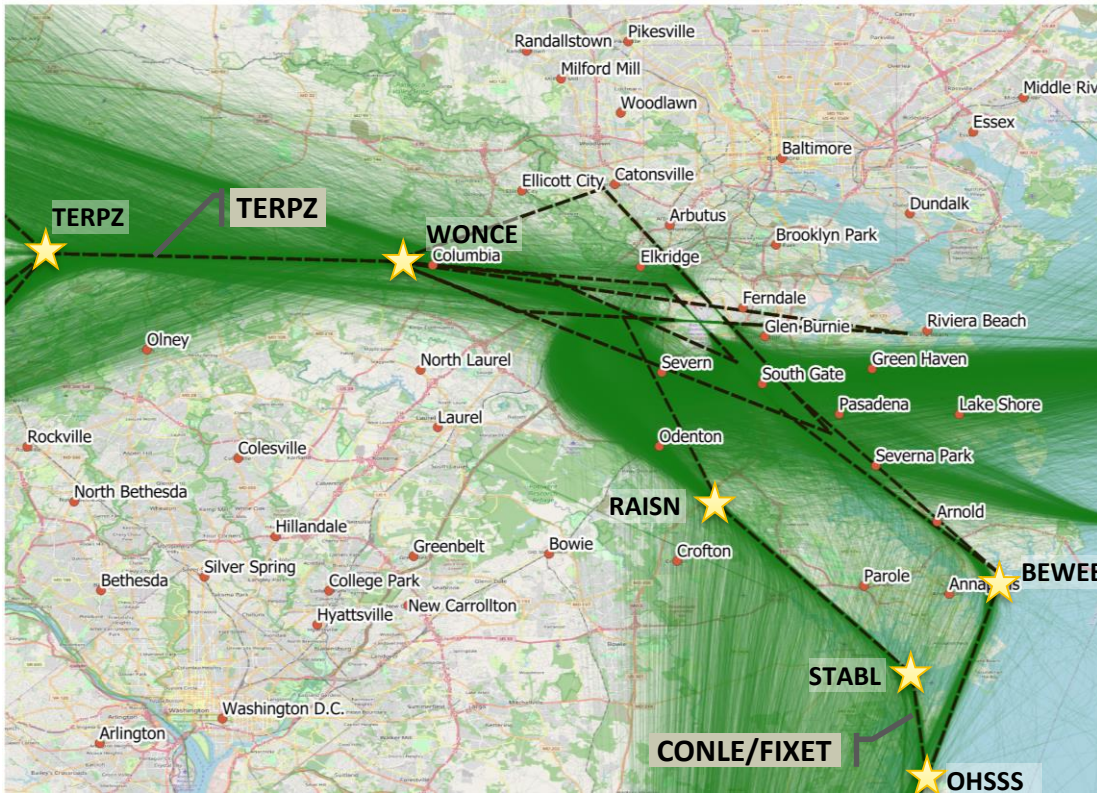 Pikesville
Randallstown
Milford Mill
Middle Riv
Woodlawn
Essex
Baltimore
Ellicott City
Catonsville
Dundalk
TERPZ
TERPZ
Arbutus
WONCE
Brooklyn Park
Columbia
Elkridge
Ferndale
Glen Burnie
Riviera Beach
Olney
North Laurel
Severn
South Gate
Green Haven
Laurel
Pasadena
Lake Shore
Rockville
Colesville
Odenton
Severna Park
North Bethesda
RAISN
Arnold
Hillandale
Greenbelt
Bowie
Crofton
Silver Spring
Bethesda
College Park
Parole
BEWEE
New Carrollton
Hyattsville
STABL
Washington D.C.
Arlington
CONLE/FIXET
OHSSS